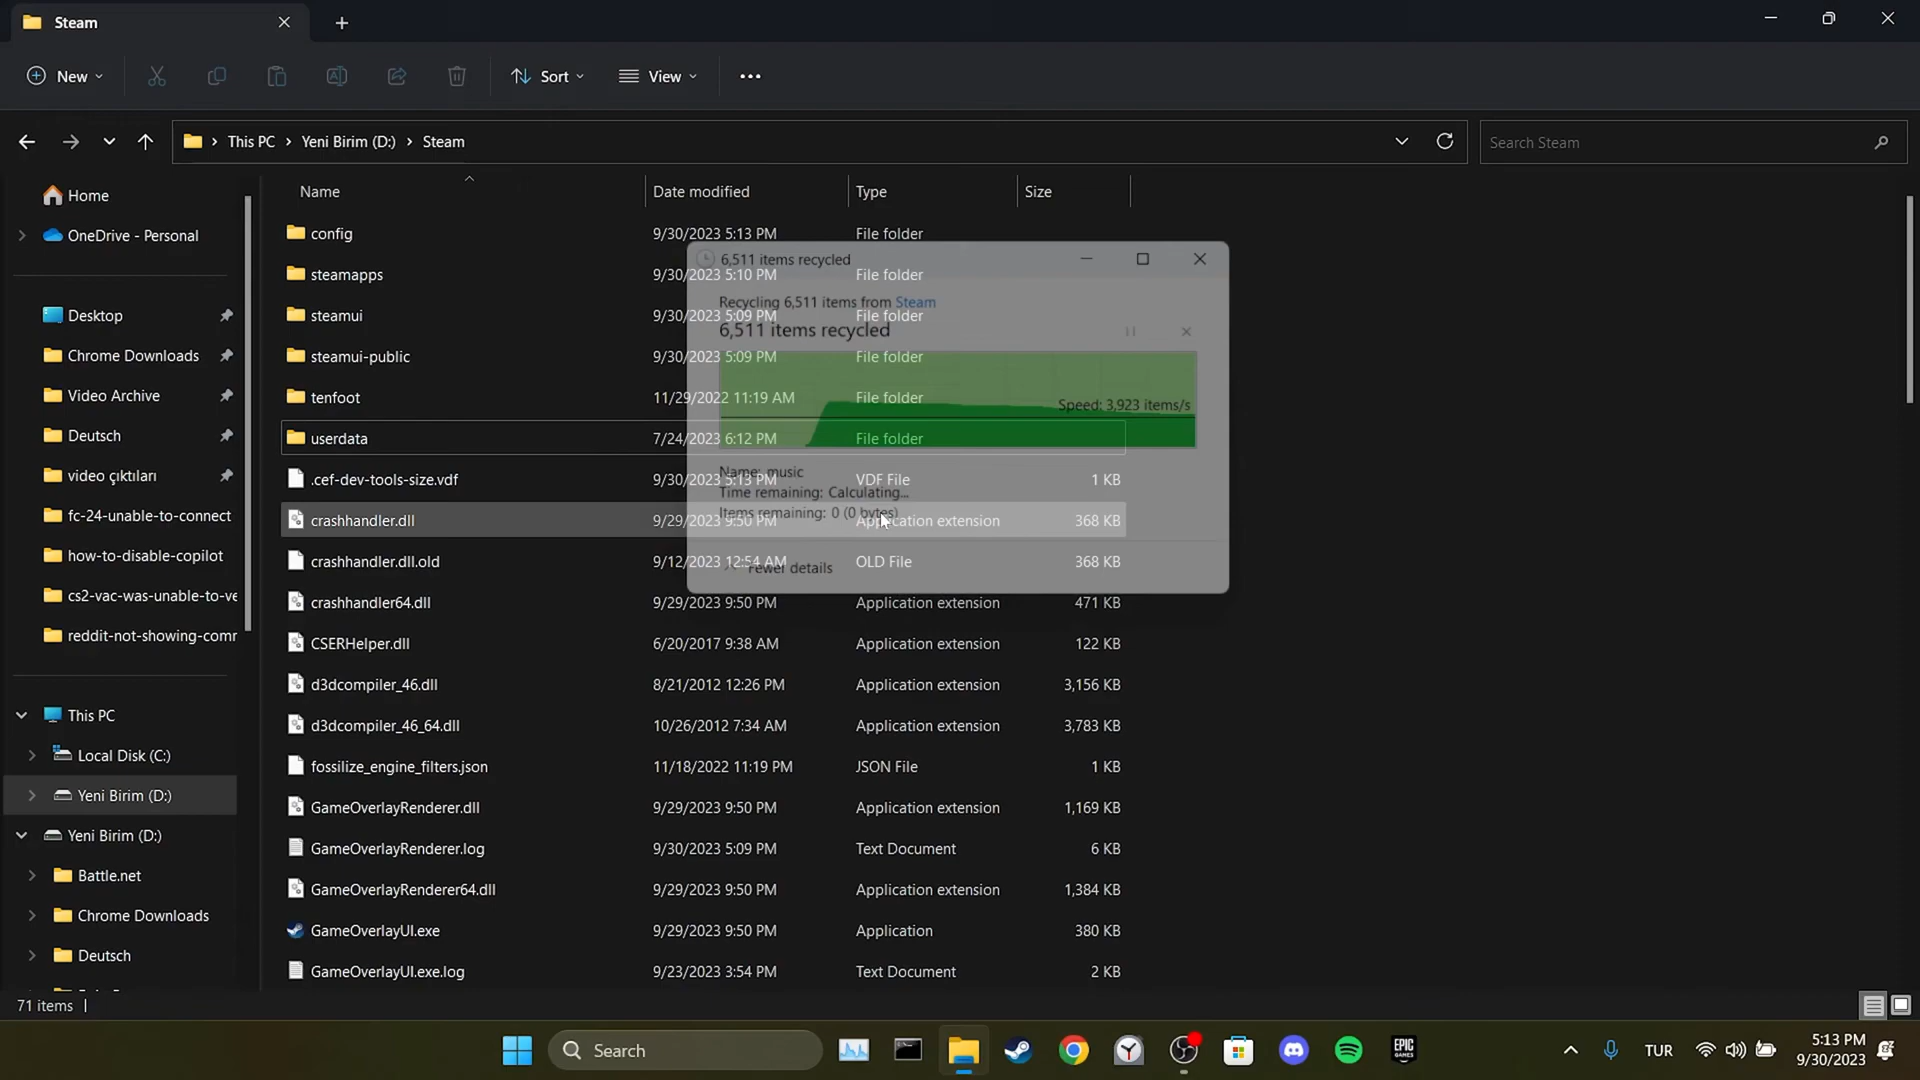 Steam
New
Sort
View
This PC
Yeni Birim (D:)
Steam
Search Steam
Name
Date modified
Type
Size
Home
OneDrive - Personal
Desktop
Chrome Downloads
Video Archive
Deutsch
video çıktıları
fc-24-unable-to-connect
how-to-disable-copilot
cs2-vac-was-unable-to-ve
reddit-not-showing-comr
This PC
Local Disk (C:)
Yeni Birim (D:)
Yeni Birim (D:)
Battle.net
Chrome Downloads
Deutsch
config 9/30/2023 5:13 PM File folder
steamapps 9/30/2023 5:10 PM File folder
steamui 9/30/2023 5:09 PM File folder
steamui-public 9/30/2023 5:09 PM File folder
tenfoot 11/29/2022 11:19 AM File folder
userdata 7/24/2023 6:12 PM File folder
.cef-dev-tools-size.vdf 9/30/2023 5:13 PM VDF File 1 KB
crashhandler.dll 9/29/2023 9:50 PM Application extension 368 KB
crashhandler.dll.old 9/12/2023 12:54 AM OLD File 368 KB
crashhandler64.dll 9/29/2023 9:50 PM Application extension 471 KB
CSERHelper.dll 6/20/2017 9:38 AM Application extension 122 KB
d3dcompiler_46.dll 8/21/2012 12:26 PM Application extension 3,156 KB
d3dcompiler_46_64.dll 10/26/2012 7:34 AM Application extension 3,783 KB
fossilize_engine_filters.json 11/18/2022 11:19 PM JSON File 1 KB
GameOverlayRenderer.dll 9/29/2023 9:50 PM Application extension 1,169 KB
GameOverlayRenderer.log 9/30/2023 5:09 PM Text Document 6 KB
GameOverlayRenderer64.dll 9/29/2023 9:50 PM Application extension 1,384 KB
GameOverlayUI.exe 9/29/2023 9:50 PM Application 380 KB
GameOverlayUI.exe.log 9/23/2023 3:54 PM Text Document 2 KB
6,511 items recycled
Recycling 6,511 items from Steam
6,511 items recycled
Speed: 3,923 items/s
Name: music
Time remaining: Calculating...
Items remaining: 0 (0 bytes)
Fewer details
71 items
Search
EPIC
GAMES
TUR
5:13 PM
9/30/2023